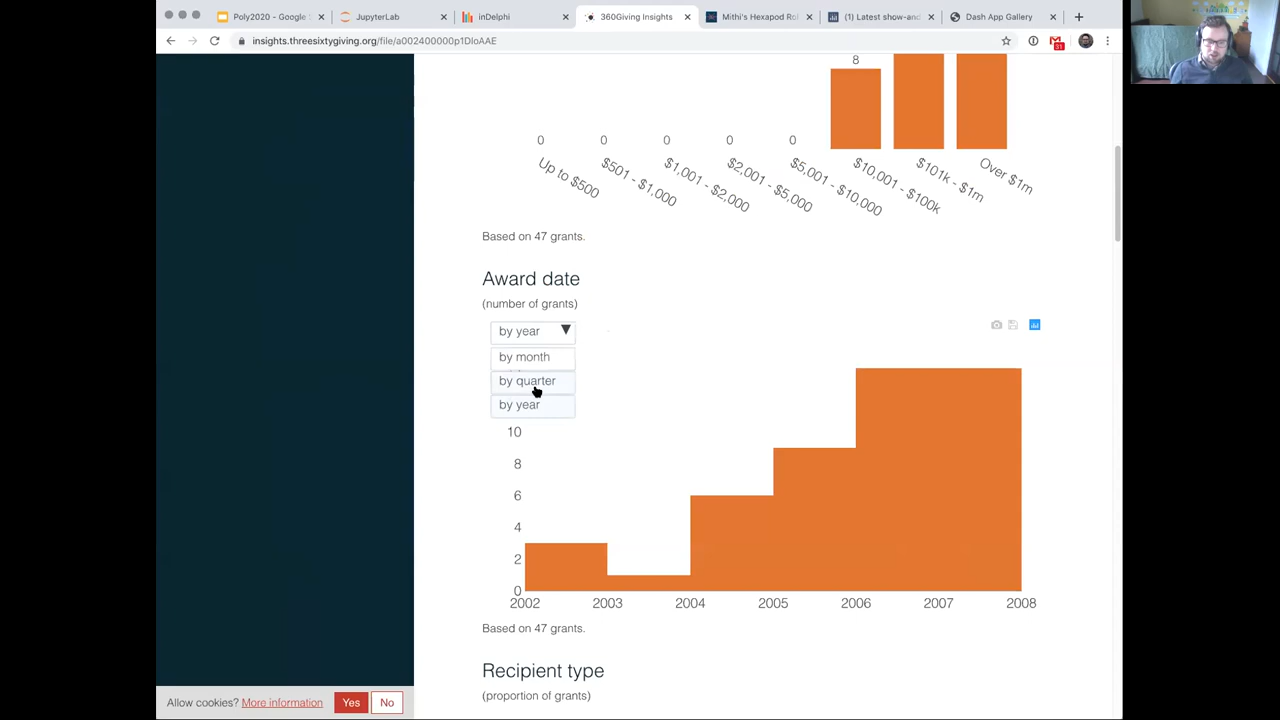 Poly2020 - Google S
JupyterLab
inDelphi
360Giving Insights
Mithi's Hexapod Ro
(1) Latest show-and
Dash App Gallery
insights.threesixtygiving.org/file/a002400000p1DIoAAE
31
8
0 0 0 0 0
Up to $500
$501 - $1,000
$1,001 - $2,000
$2,001 - $5,000
$5,001 - $10,000
$10,001 - $100k
$101k - $1m
Over $1m
Based on 47 grants.
Award date
(number of grants)
by year
by month
by quarter
by year
10
8
6
4
2
0
2002 2003 2004 2005 2006 2007 2008
Based on 47 grants.
Recipient type
(proportion of grants)
Allow cookies? More information Yes No